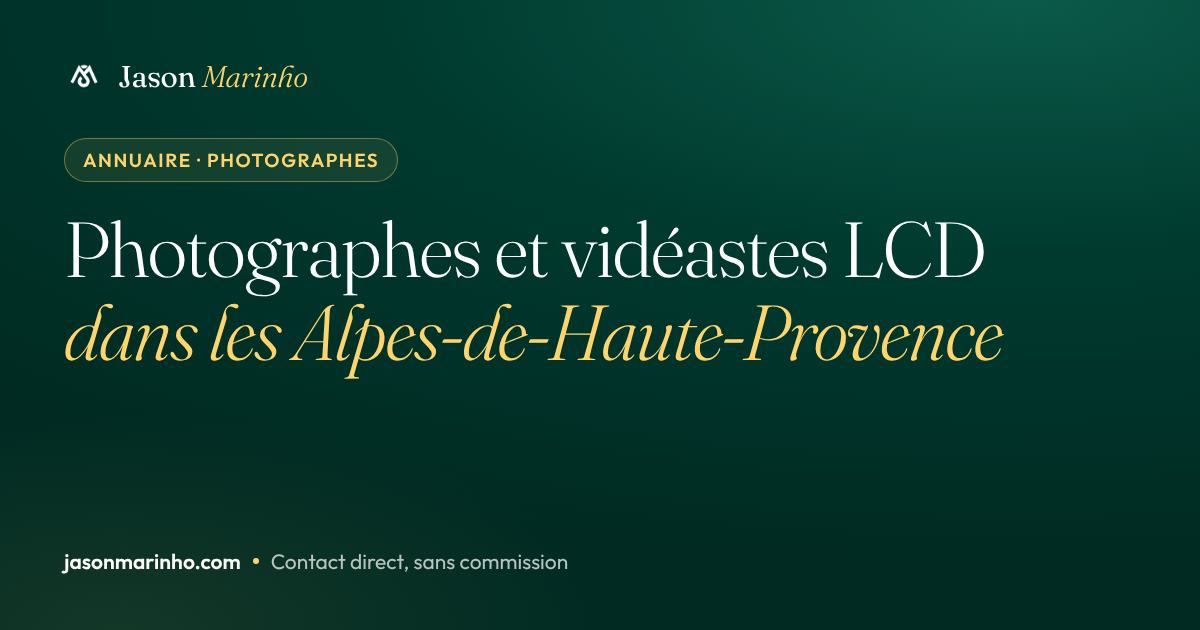 Jason Marinho
ANNUAIRE · PHOTOGRAPHES
Photographes et vidéastes LCD
dans les Alpes-de-Haute-Provence
jasonmarinho.com • Contact direct, sans commission